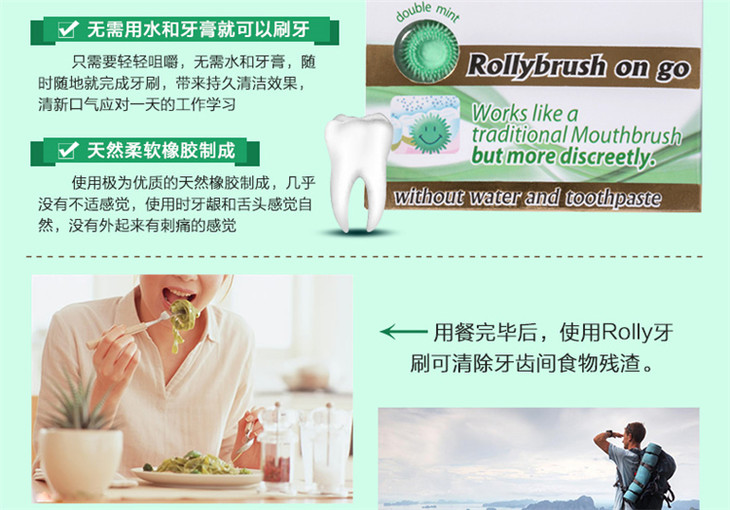 无需用水和牙膏就可以刷牙
只需要轻轻咀嚼，无需水和牙膏，随
时随地就完成牙刷，带来持久清洁效果，
清新口气应对一天的工作学习
天然柔软橡胶制成
使用极为优质的天然橡胶制成，几乎
没有不适感觉，使用时牙龈和舌头感觉自
然，没有外起来有刺痛的感觉
double mint
Rollybrush on go
Works like a
traditional Mouthbrush
but more discreetly.
without water and toothpaste
用餐完毕后，使用Rolly牙
刷可清除牙齿间食物残渣。